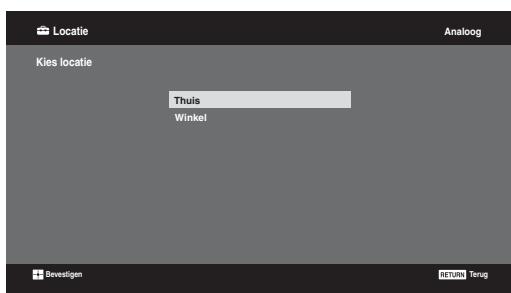 Locatie Analoog
Kies locatie
Thuis
Winkel
Bevestigen RETURN Terug